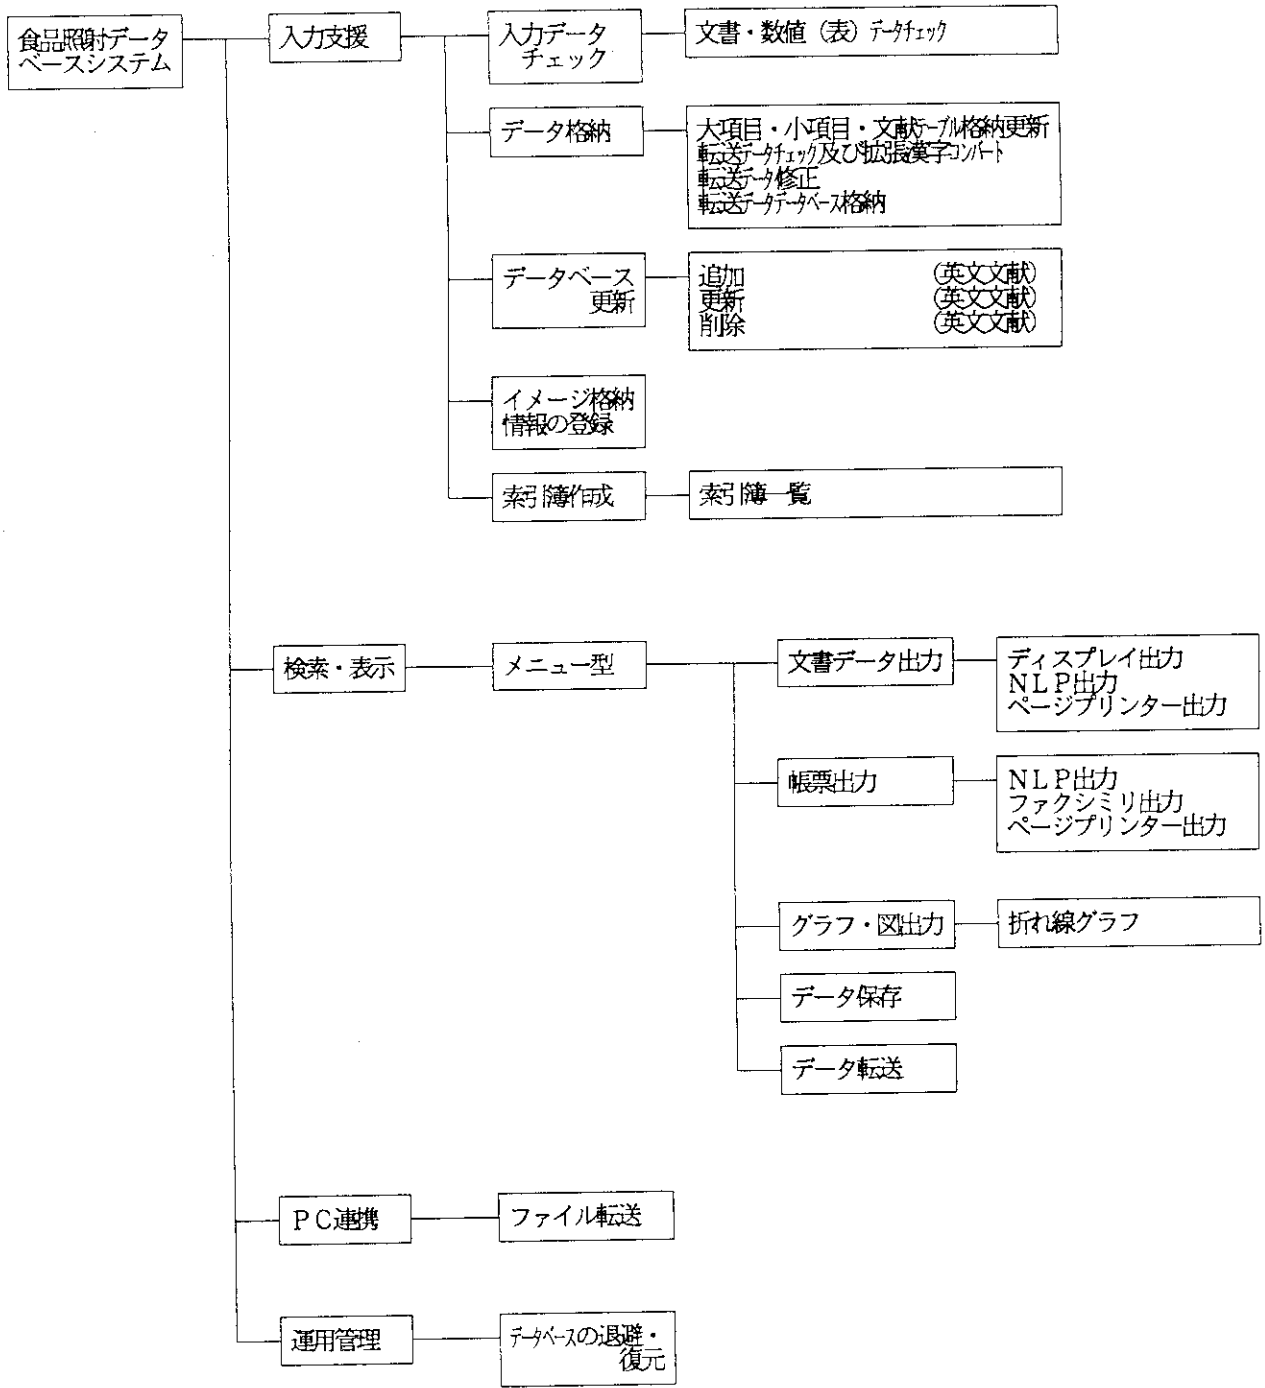 食品照射データ
ベースシステム
入力支援
入力データ
チェック
文書・数値（表）データチェック
データ格納
大項目・小項目・文献テーブル格納更新
転送データチェック及び拡張漢字コンバート
転送データ修正
転送データデータベース格納
データベース
更新
追加 (英文文献)
更新 (英文文献)
削除 (英文文献)
イメージ格納
情報の登録
索引簿作成
索引簿一覧
検索・表示
メニュー型
文書データ出力
ディスプレイ出力
ＮＬＰ出力
ページプリンター出力
帳票出力
ＮＬＰ出力
ファクシミリ出力
ページプリンター出力
グラフ・図出力
折れ線グラフ
データ保存
データ転送
ＰＣ連携
ファイル転送
運用管理
データベースの退避・
復元